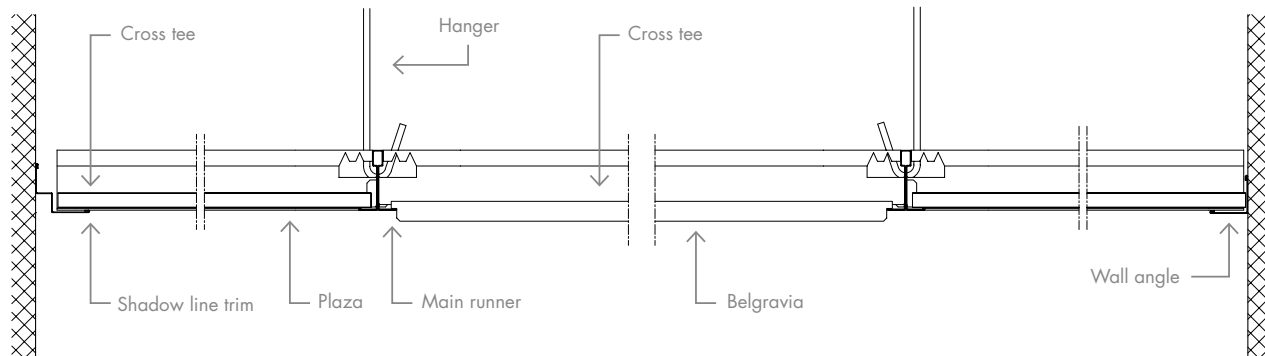 Cross tee
Hanger
Cross tee
Shadow line trim
Plaza
Main runner
Belgravia
Wall angle